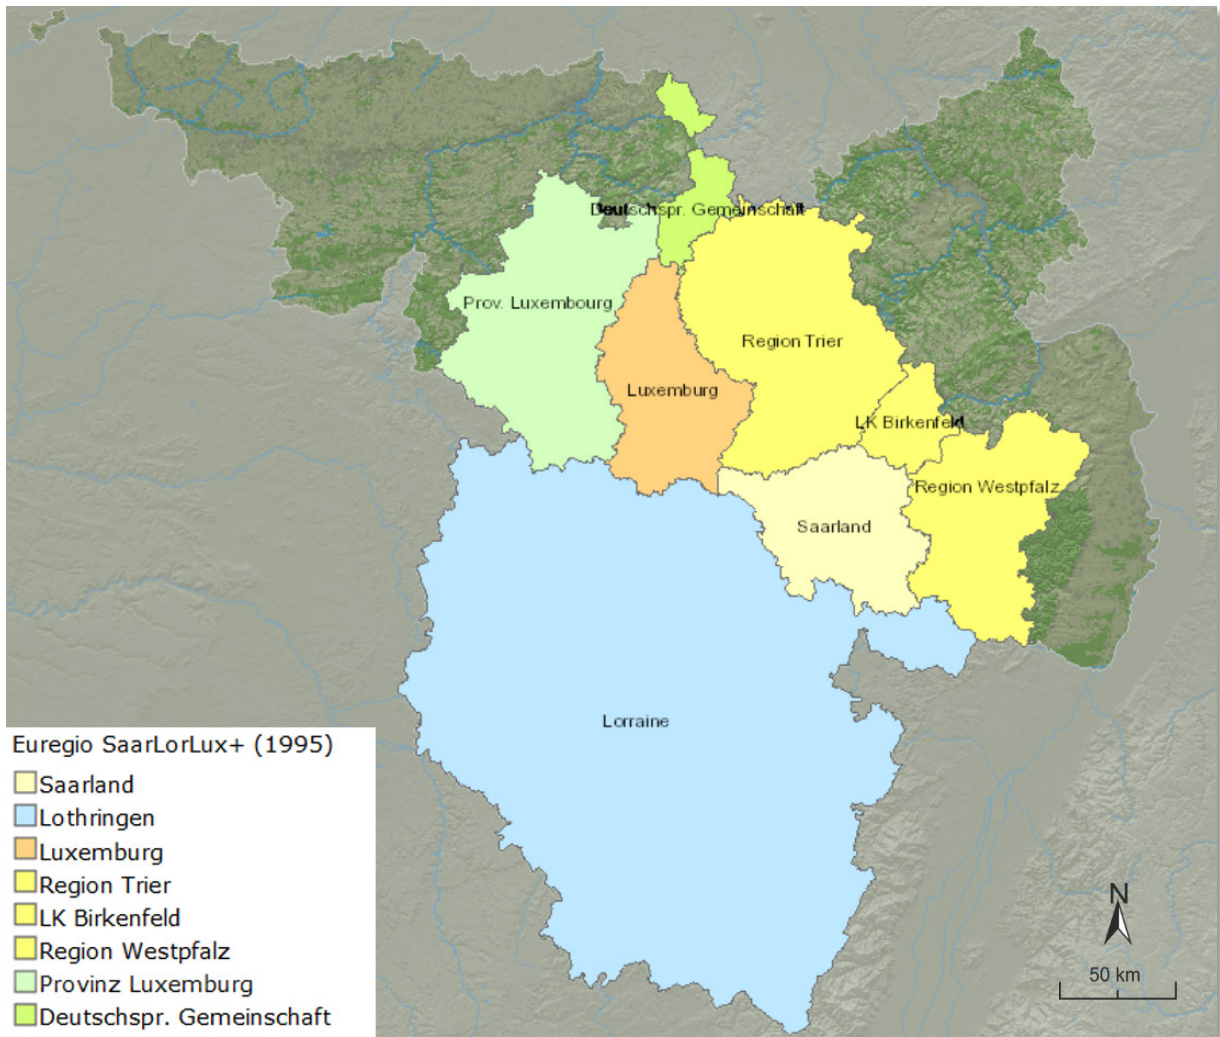 Deutschspr. Gemeinschaft
Prov. Luxembourg
Region Trier
Luxemburg
LK Birkenfeld
Region Westpfalz
Saarland
Lorraine
Euregio SaarLorLux+ (1995)
Saarland
Lothringen
Luxemburg
Region Trier
LK Birkenfeld
Region Westpfalz
Provinz Luxemburg
Deutschspr. Gemeinschaft
N
50 km